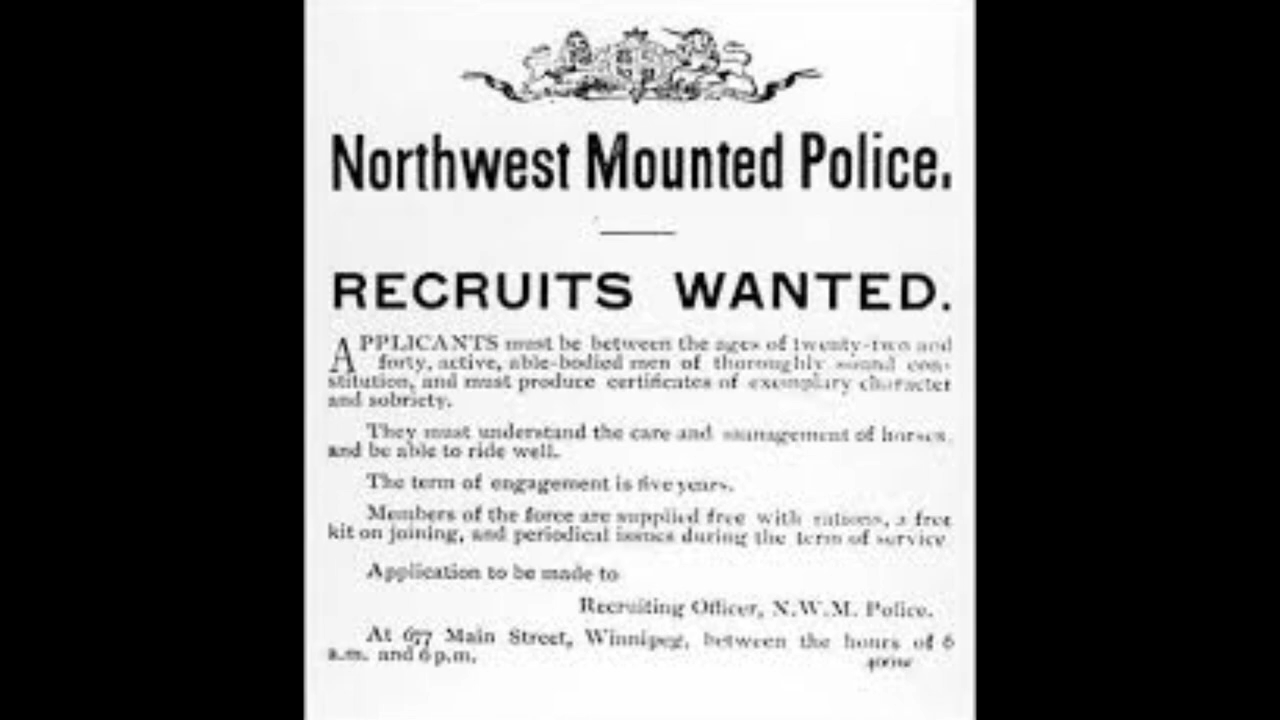 Northwest Mounted Police.
RECRUITS WANTED.
APPLICANTS must be between the ages of twenty-two and
forty, active, able-bodied men of thoroughly sound con-
stitution, and must produce certificates of exemplary character
and sobriety.
They must understand the care and management of horses,
and be able to ride well.
The term of engagement is five years.
Members of the force are supplied free with rations, a free
kit on joining, and periodical issues during the term of service
Application to be made to
Recruiting Officer, N.W.M. Police.
At 677 Main Street, Winnipeg, between the hours of 6
a.m. and 6 p.m.